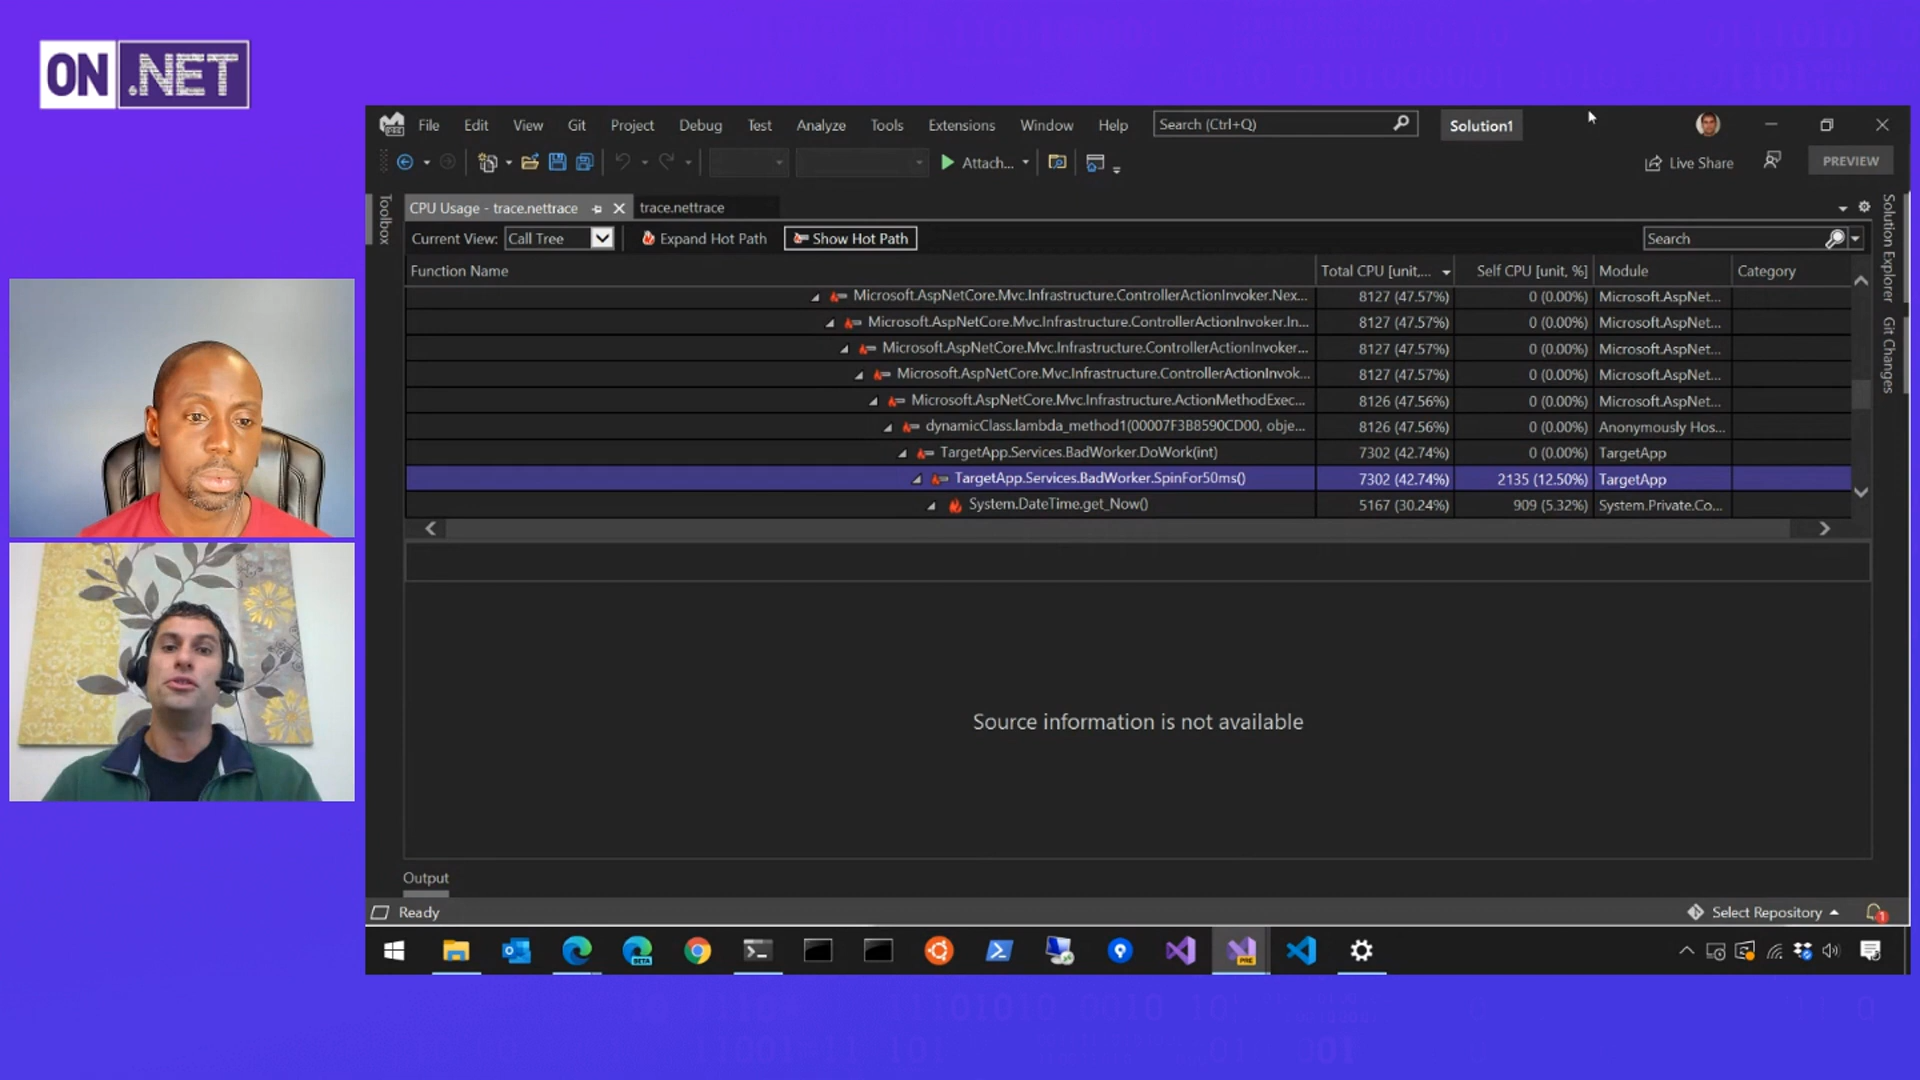 ON .NET
File Edit View Git Project Debug Test Analyze Tools Extensions Window Help Search (Ctrl+Q) Solution1
Attach... Live Share PREVIEW
Toolbox
CPU Usage - trace.nettrace trace.nettrace
Current View: Call Tree Expand Hot Path Show Hot Path Search
Function Name Total CPU [unit,... Self CPU [unit, %] Module Category
Microsoft.AspNetCore.Mvc.Infrastructure.ControllerActionInvoker.Nex... 8127 (47.57%) 0 (0.00%) Microsoft.AspNet...
Microsoft.AspNetCore.Mvc.Infrastructure.ControllerActionInvoker.In... 8127 (47.57%) 0 (0.00%) Microsoft.AspNet...
Microsoft.AspNetCore.Mvc.Infrastructure.ControllerActionInvoker... 8127 (47.57%) 0 (0.00%) Microsoft.AspNet...
Microsoft.AspNetCore.Mvc.Infrastructure.ControllerActionInvok... 8127 (47.57%) 0 (0.00%) Microsoft.AspNet...
Microsoft.AspNetCore.Mvc.Infrastructure.ActionMethodExec... 8126 (47.56%) 0 (0.00%) Microsoft.AspNet...
dynamicClass.lambda_method1(00007F3B8590CD00, obje... 8126 (47.56%) 0 (0.00%) Anonymously Hos...
TargetApp.Services.BadWorker.DoWork(int) 7302 (42.74%) 0 (0.00%) TargetApp
TargetApp.Services.BadWorker.SpinFor50ms() 7302 (42.74%) 2135 (12.50%) TargetApp
System.DateTime.get_Now() 5167 (30.24%) 909 (5.32%) System.Private.Co...
Solution Explorer
Git Changes
Source information is not available
Output
Ready Select Repository 1
BETA PRE